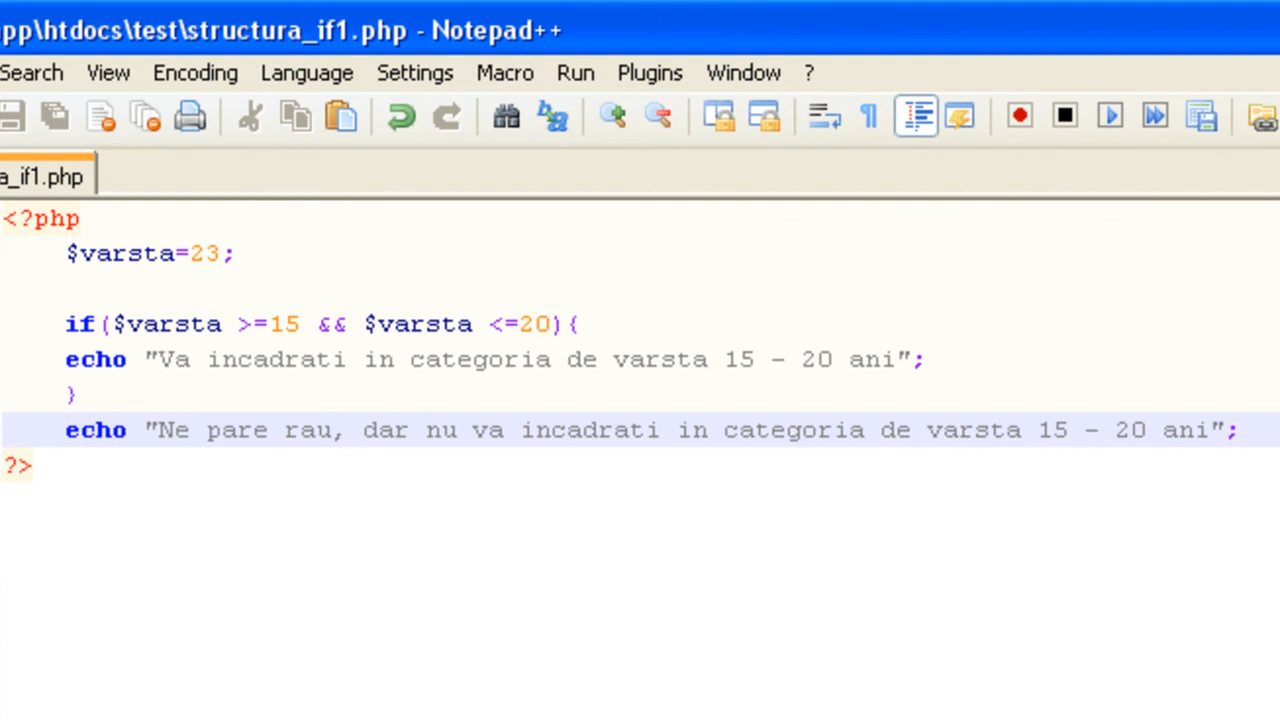 pp\htdocs\test\structura_if1.php - Notepad++
Search View Encoding Language Settings Macro Run Plugins Window ?
a_if1.php
<?php
$varsta=23;
if($varsta >=15 && $varsta <=20){
echo "Va incadrati in categoria de varsta 15 - 20 ani";
}
echo "Ne pare rau, dar nu va incadrati in categoria de varsta 15 - 20 ani";
?>